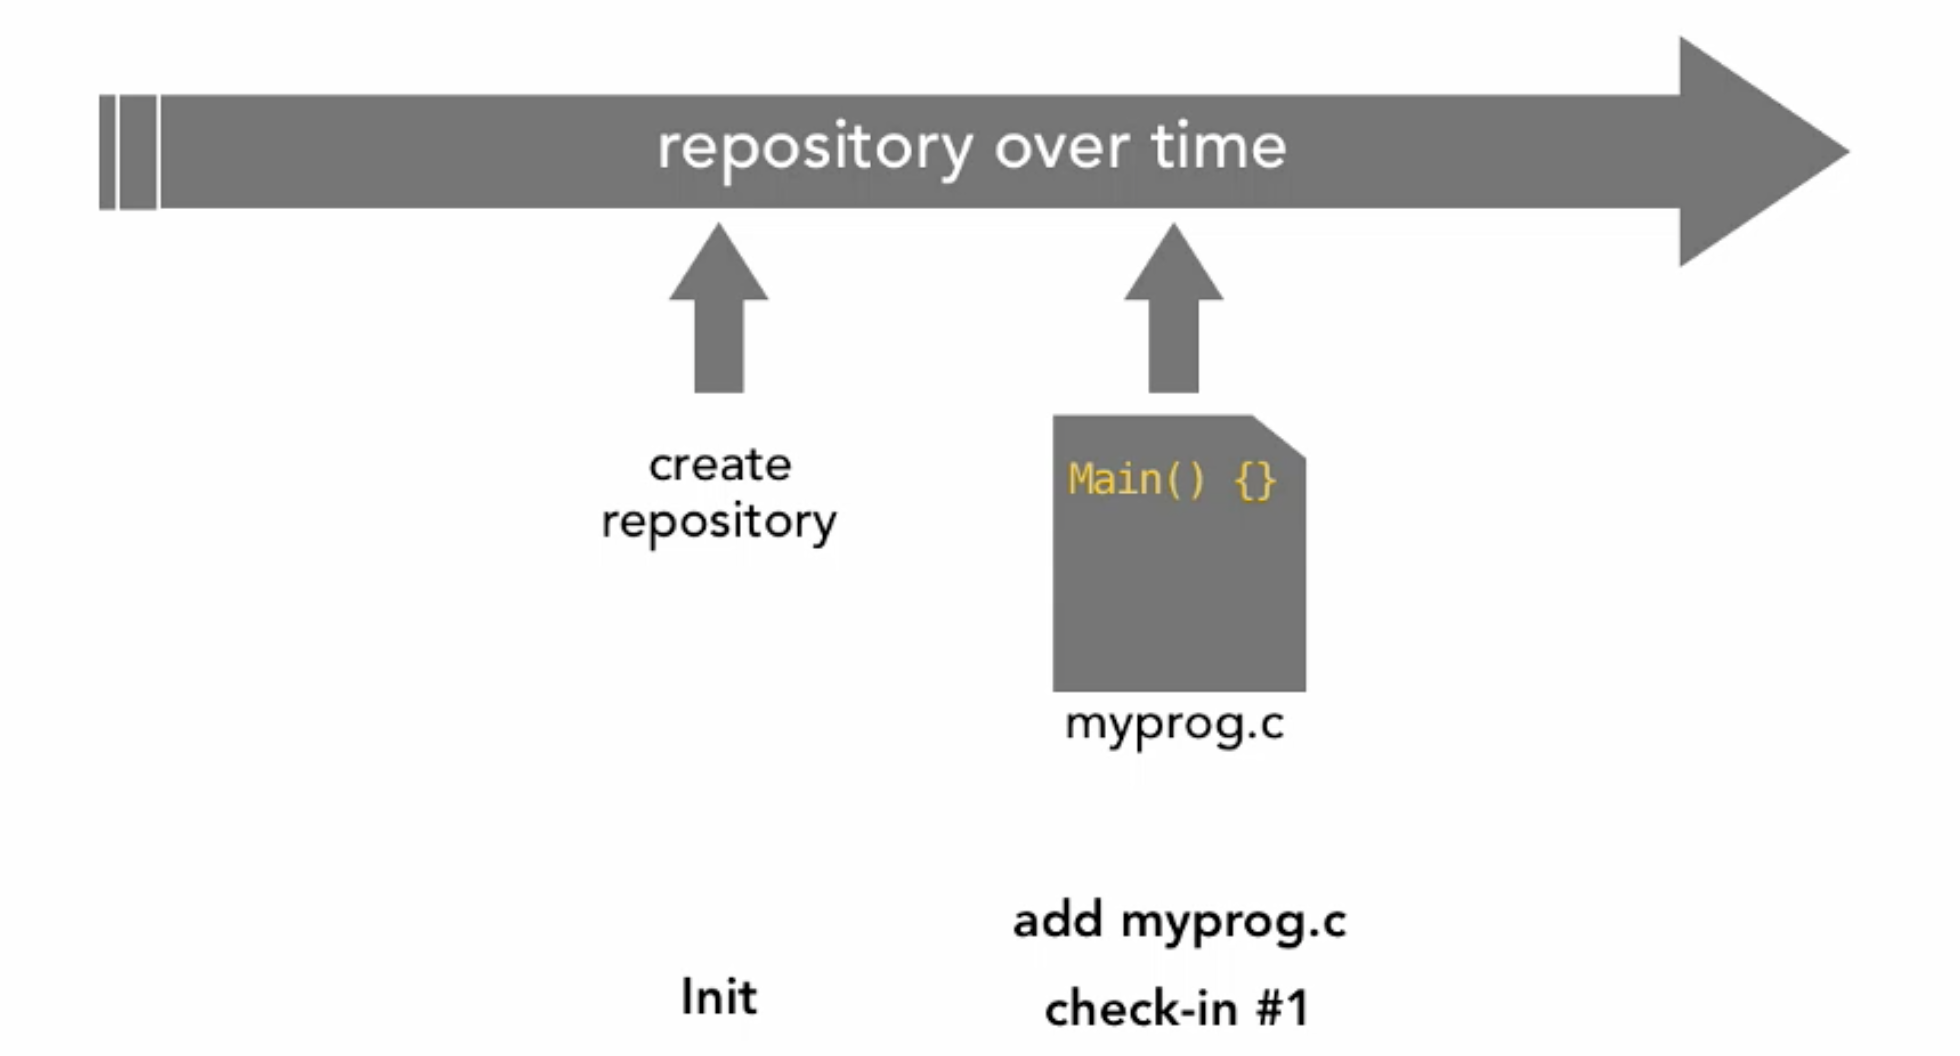 repository over time
create
repository
Main() {}
myprog.c
add myprog.c
Init
check-in #1